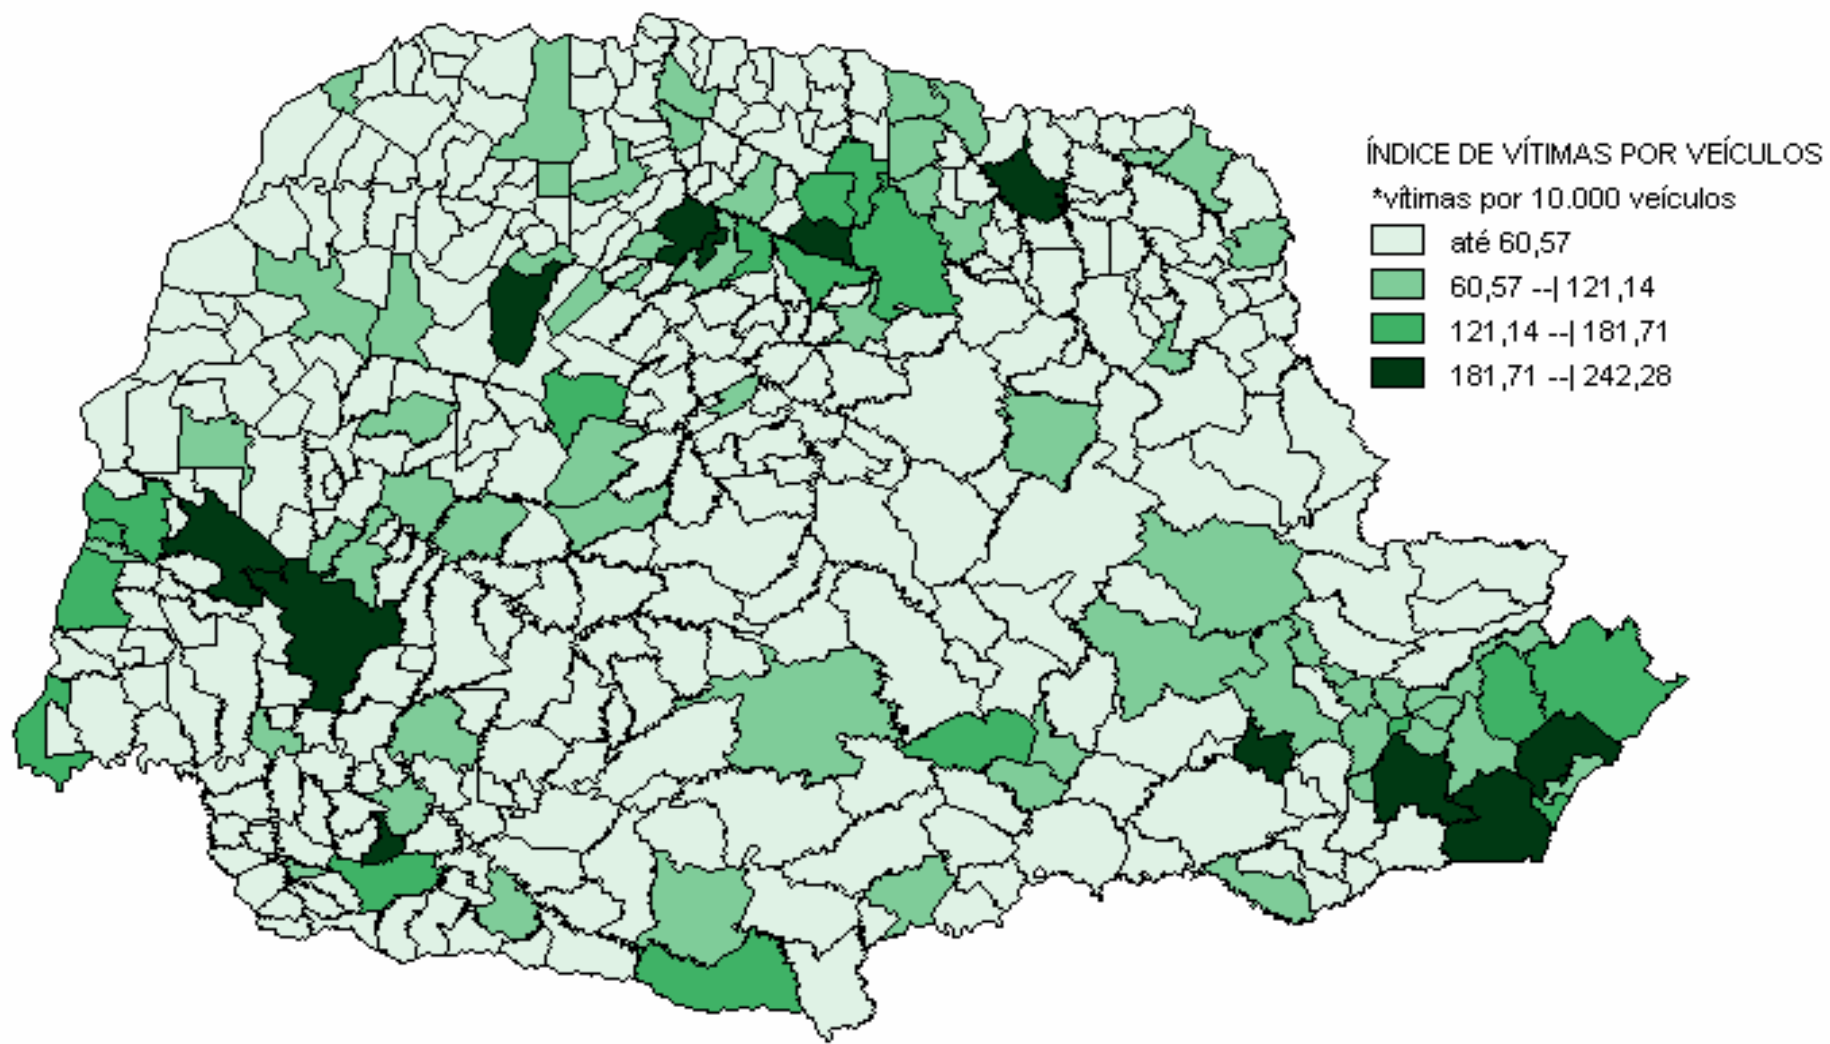 ÍNDICE DE VÍTIMAS POR VEÍCULOS
*vítimas por 10.000 veículos
até 60,57
60,57 --| 121,14
121,14 --| 181,71
181,71 --| 242,28